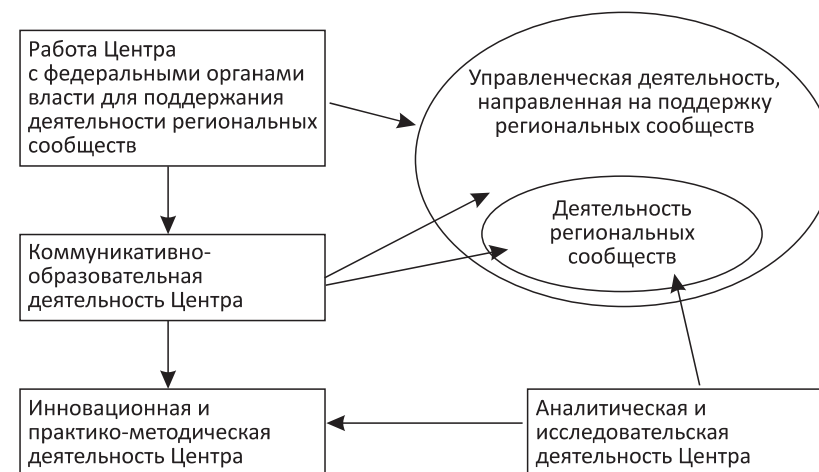 Работа Центра
с федеральными органами
власти для поддержания
деятельности региональных
сообществ
Управленческая деятельность,
направленная на поддержку
региональных сообществ
Деятельность
региональных
сообществ
Коммуникативно-
образовательная
деятельность Центра
Инновационная и
практико-методическая
деятельность Центра
Аналитическая и
исследовательская
деятельность Центра